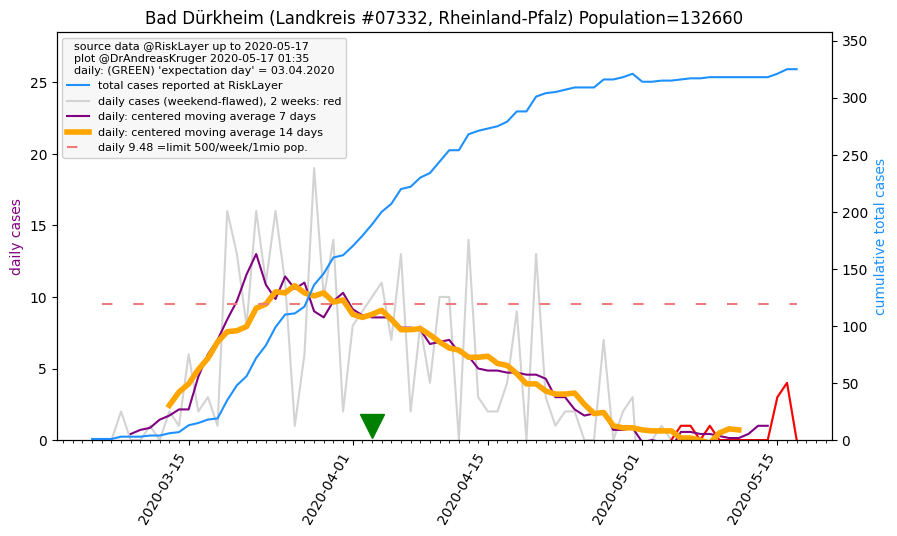 Bad Dürkheim (Landkreis #07332, Rheinland-Pfalz) Population=132660
source data @RiskLayer up to 2020-05-17
plot @DrAndreasKruger 2020-05-17 01:35
daily: (GREEN) 'expectation day' = 03.04.2020
total cases reported at RiskLayer
daily cases (weekend-flawed), 2 weeks: red
daily: centered moving average 7 days
daily: centered moving average 14 days
daily 9.48 =limit 500/week/1mio pop.
daily cases
25
20
15
10
5
0
350
300
250
200
150
100
50
0
cumulative total cases
2020-03-15
2020-04-01
2020-04-15
2020-05-01
2020-05-15